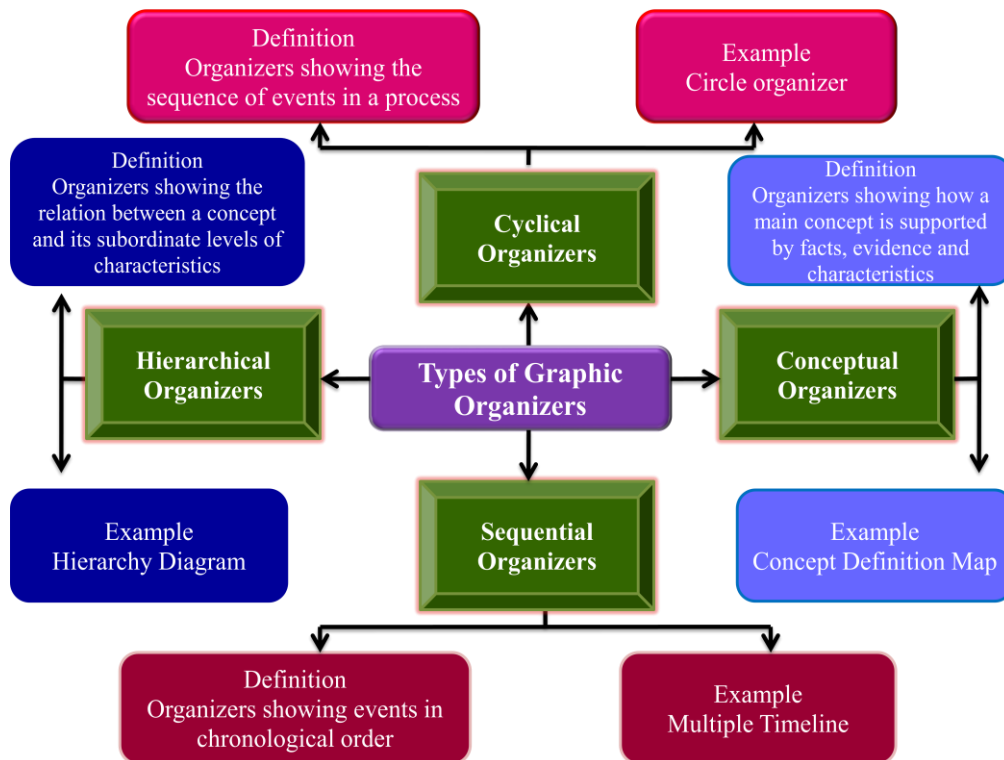 Definition
Organizers showing the
sequence of events in a process
Example
Circle organizer
Definition
Organizers showing the
relation between a concept
and its subordinate levels of
characteristics
Cyclical
Organizers
Definition
Organizers showing how a
main concept is supported
by facts, evidence and
characteristics
Hierarchical
Organizers
Types of Graphic
Organizers
Conceptual
Organizers
Example
Hierarchy Diagram
Sequential
Organizers
Example
Concept Definition Map
Definition
Organizers showing events in
chronological order
Example
Multiple Timeline